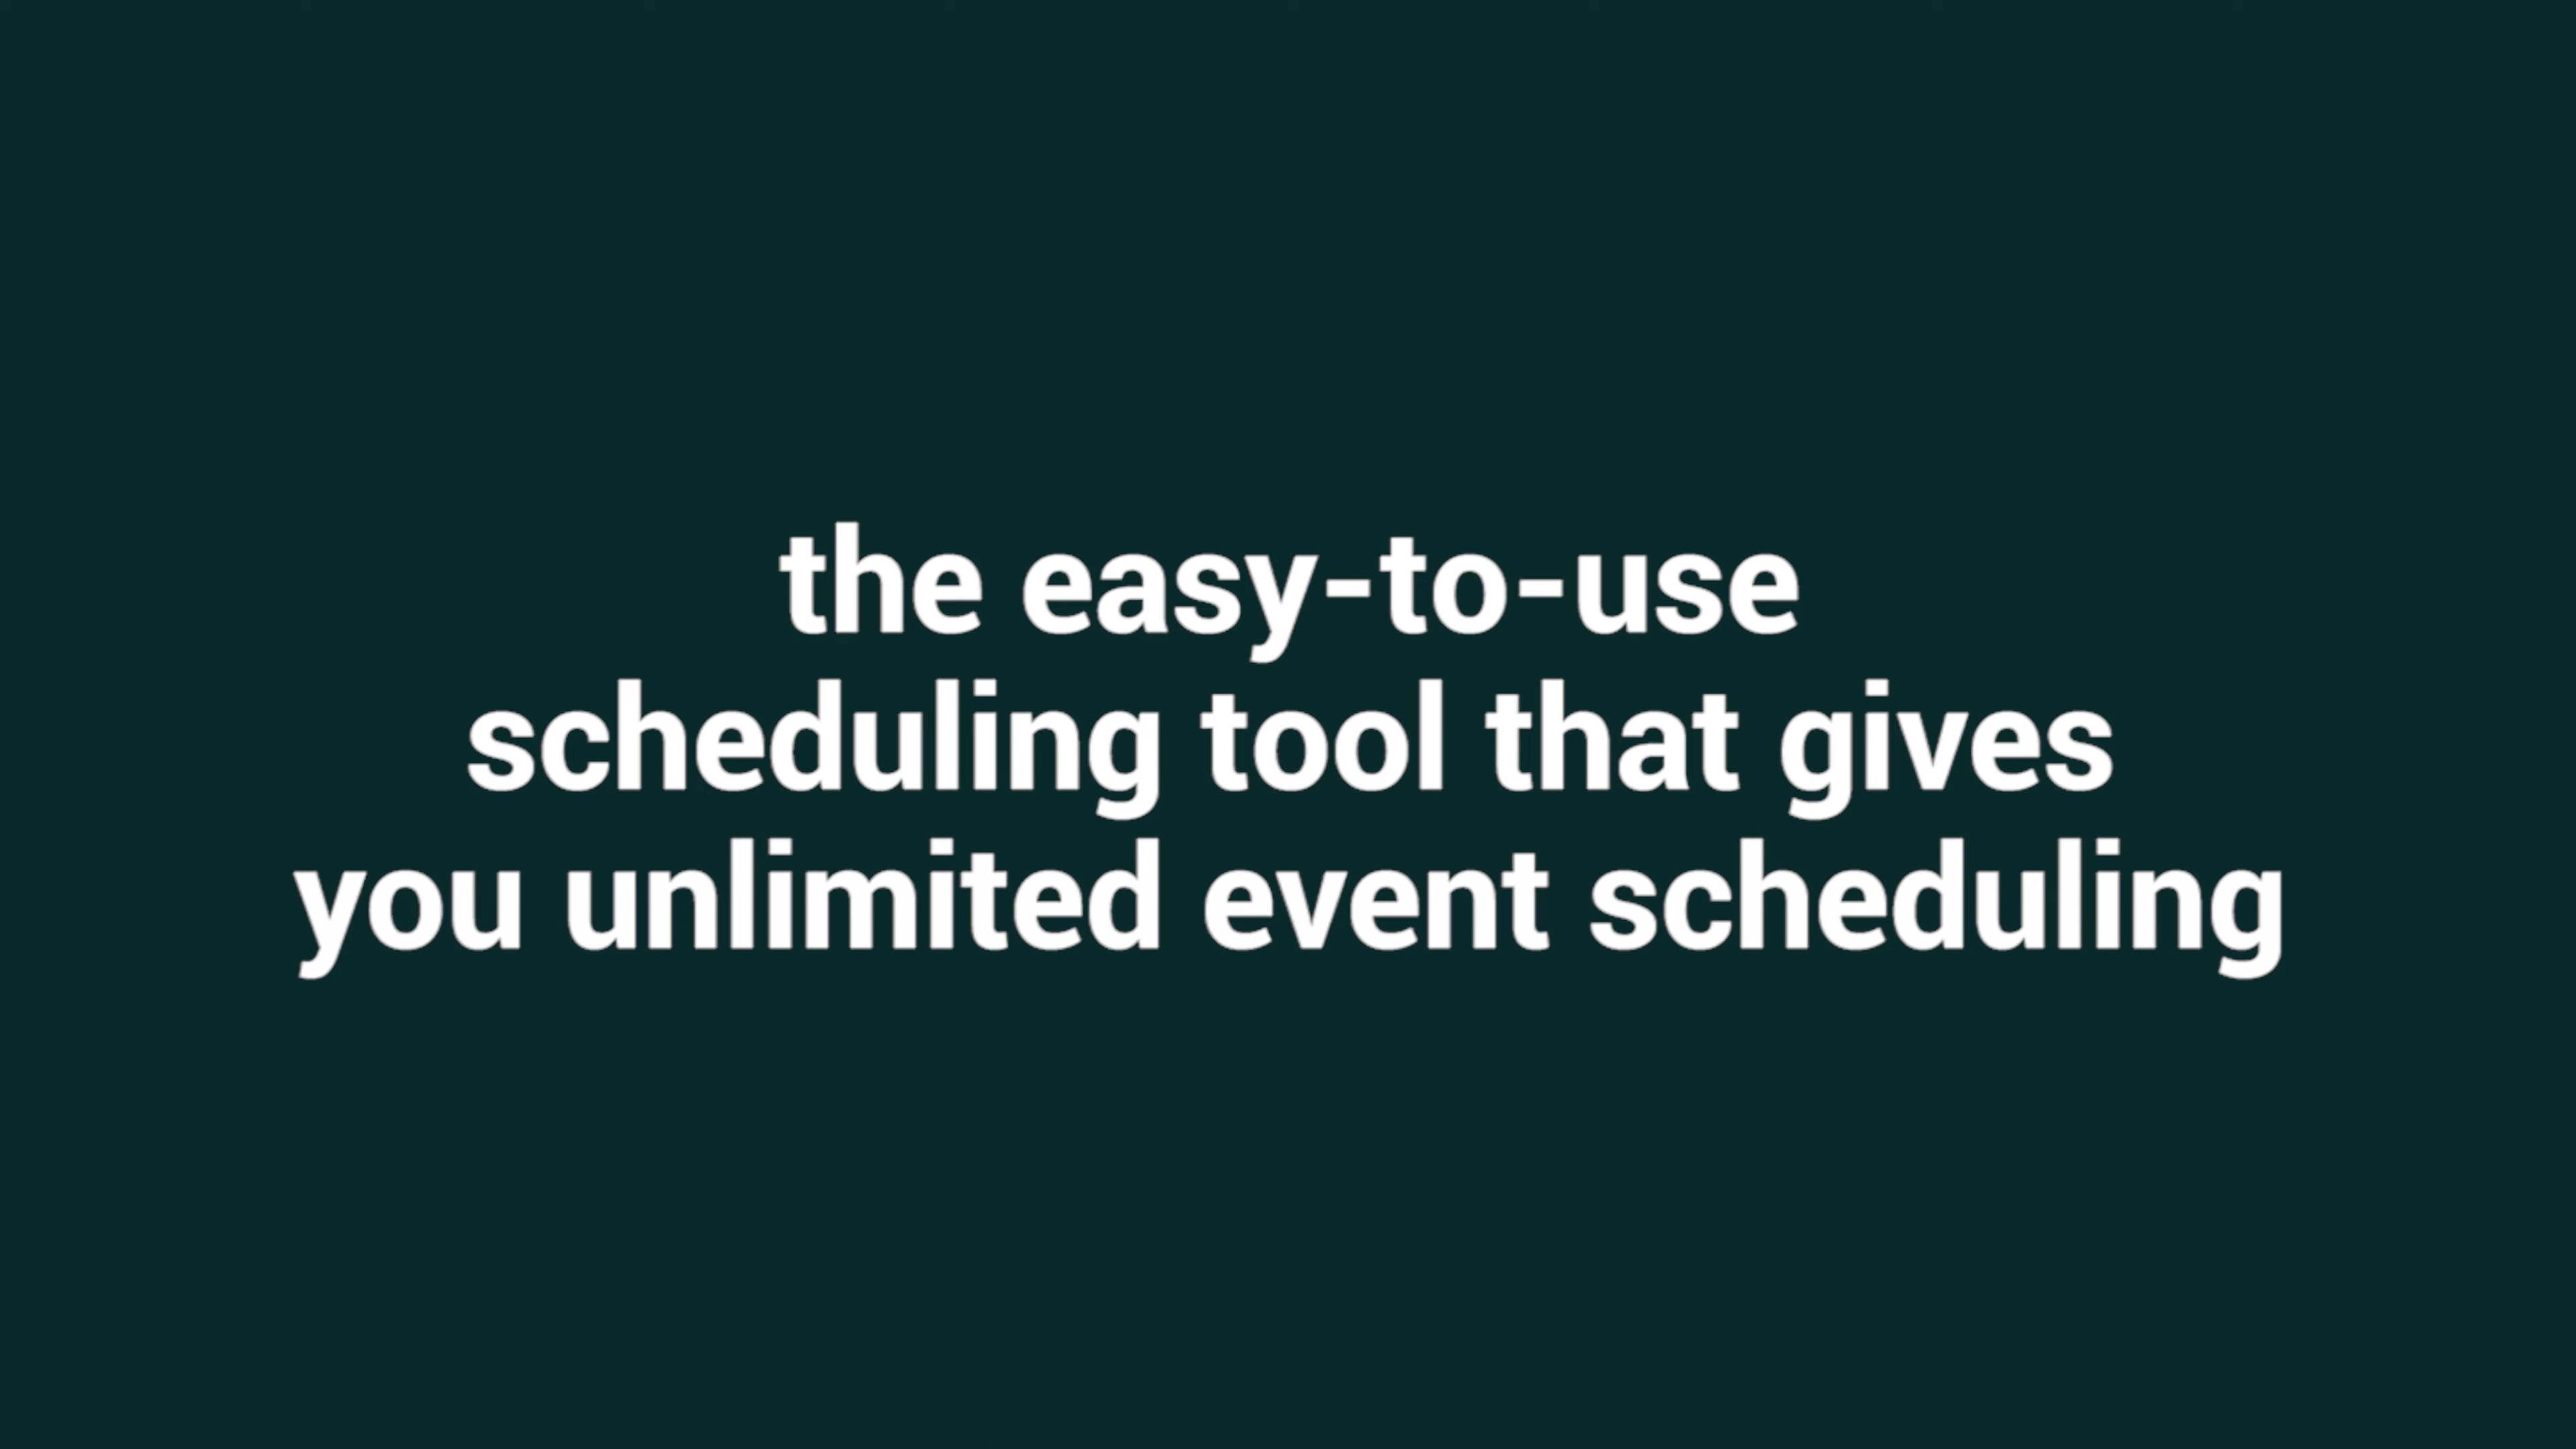 the easy-to-use
scheduling tool that gives
you unlimited event scheduling